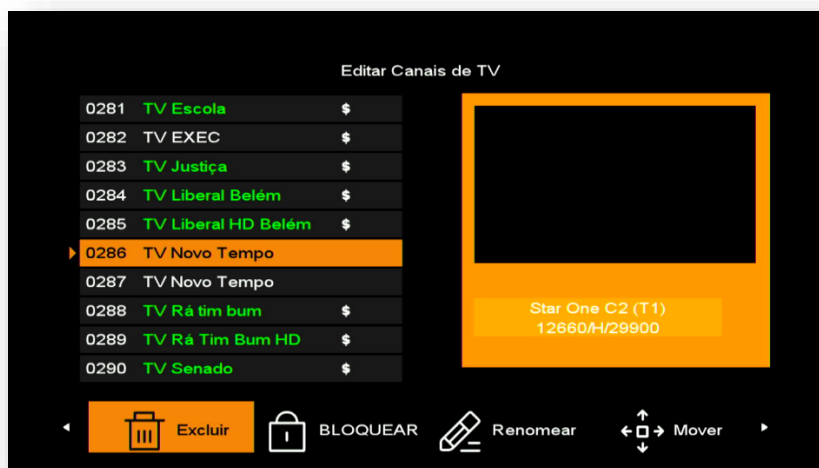 Editar Canais de TV
0281 TV Escola $
0282 TV EXEC $
0283 TV Justiça $
0284 TV Liberal Belém $
0285 TV Liberal HD Belém $
0286 TV Novo Tempo
0287 TV Novo Tempo
0288 TV Rá tim bum $
0289 TV Rá Tim Bum HD $
0290 TV Senado $
Star One C2 (T1)
12660/H/29900
Excluir BLOQUEAR Renomear Mover